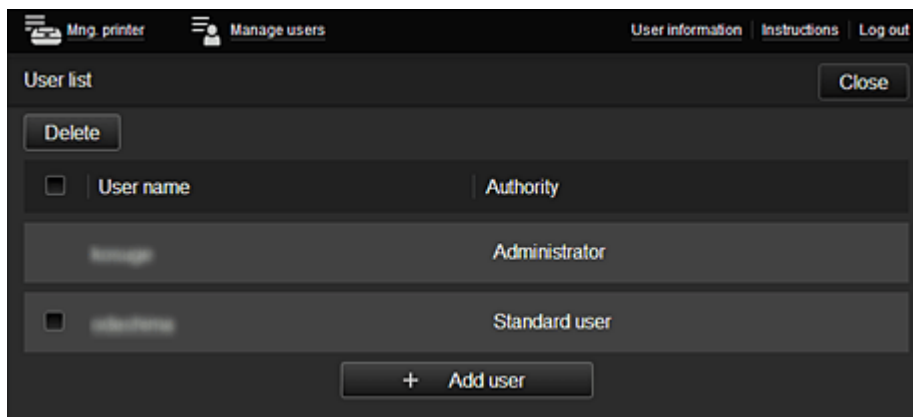 Mng. printer Manage users User information Instructions Log out
User list Close
Delete
User name Authority
Administrator
Standard user
+ Add user